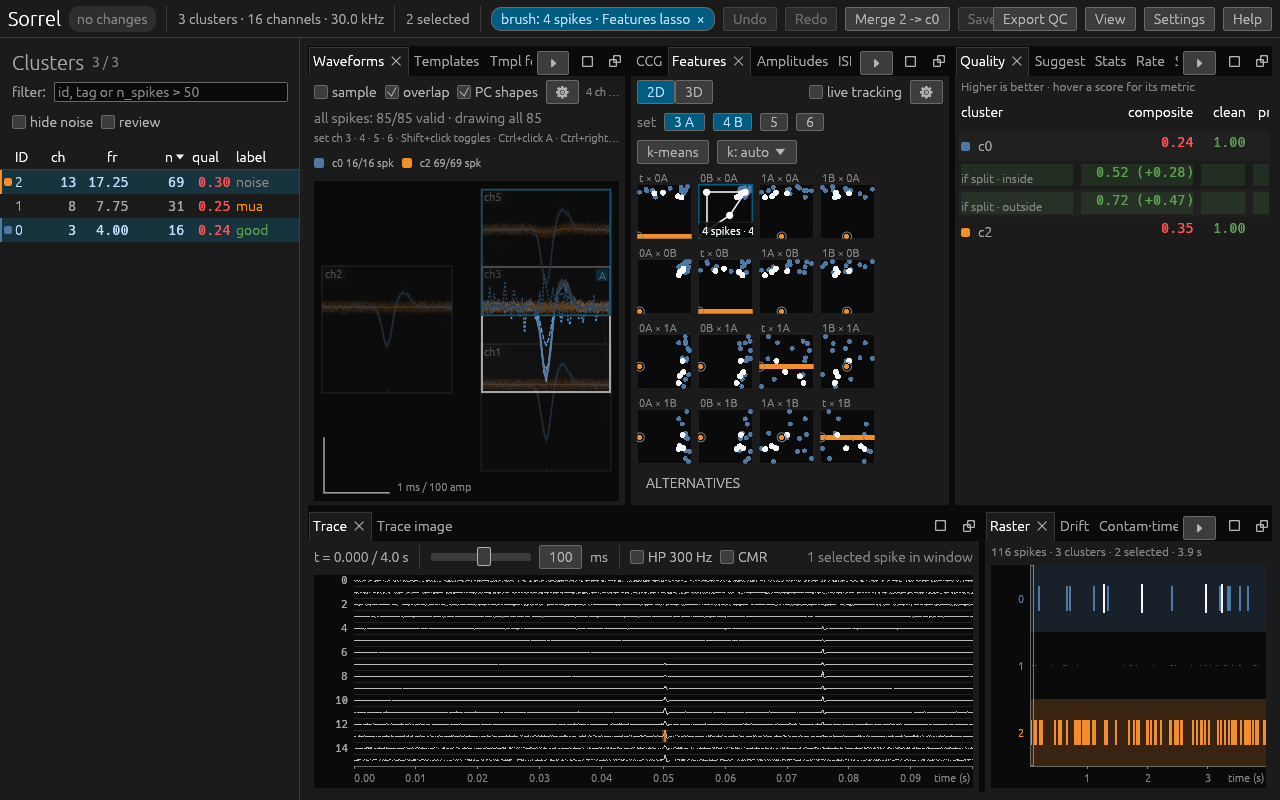 Sorrel no changes 3 clusters · 16 channels · 30.0 kHz 2 selected brush: 4 spikes · Features lasso × Undo Redo Merge 2 -> c0 Save Export QC View Settings Help
Clusters 3 / 3
filter: id, tag or n_spikes > 50
hide noise review
ID ch fr n qual label
2 13 17.25 69 0.30 noise
1 8 7.75 31 0.25 mua
0 3 4.00 16 0.24 good
Waveforms Templates Tmpl
sample overlap PC shapes 4 ch ...
all spikes: 85/85 valid · drawing all 85
set ch 3 · 4 · 5 · 6 · Shift+click toggles · Ctrl+click A · Ctrl+right...
c0 16/16 spk c2 69/69 spk
ch5
ch2
ch3 A
ch1
1 ms / 100 amp
CCG Features Amplitudes ISI
2D 3D live tracking
set 3 A 4 B 5 6
k-means k: auto
t × 0A 0B × 0A 1A × 0A 1B × 0A
4 spikes · 4
0A × 0B t × 0B 1A × 0B 1B × 0B
0A × 1A 0B × 1A t × 1A 1B × 1A
0A × 1B 0B × 1B 1A × 1B t × 1B
ALTERNATIVES
Quality Suggest Stats Rate
Higher is better · hover a score for its metric
cluster composite clean
c0 0.24 1.00
if split · inside 0.52 (+0.28)
if split · outside 0.72 (+0.47)
c2 0.35 1.00
Trace Trace image
t = 0.000 / 4.0 s 100 ms HP 300 Hz CMR 1 selected spike in window
0
2
4
6
8
10
12
14
0.00 0.01 0.02 0.03 0.04 0.05 0.06 0.07 0.08 0.09 time (s)
Raster Drift Contam·time
116 spikes · 3 clusters · 2 selected · 3.9 s
0
1
2
1 2 3 time (s)